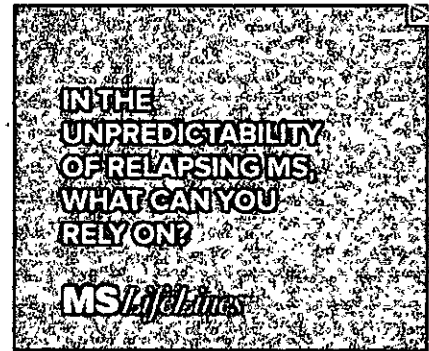 IN THE
UNPREDICTABILITY
OF RELAPSING MS,
WHAT CAN YOU
RELY ON?
MS LifeLines